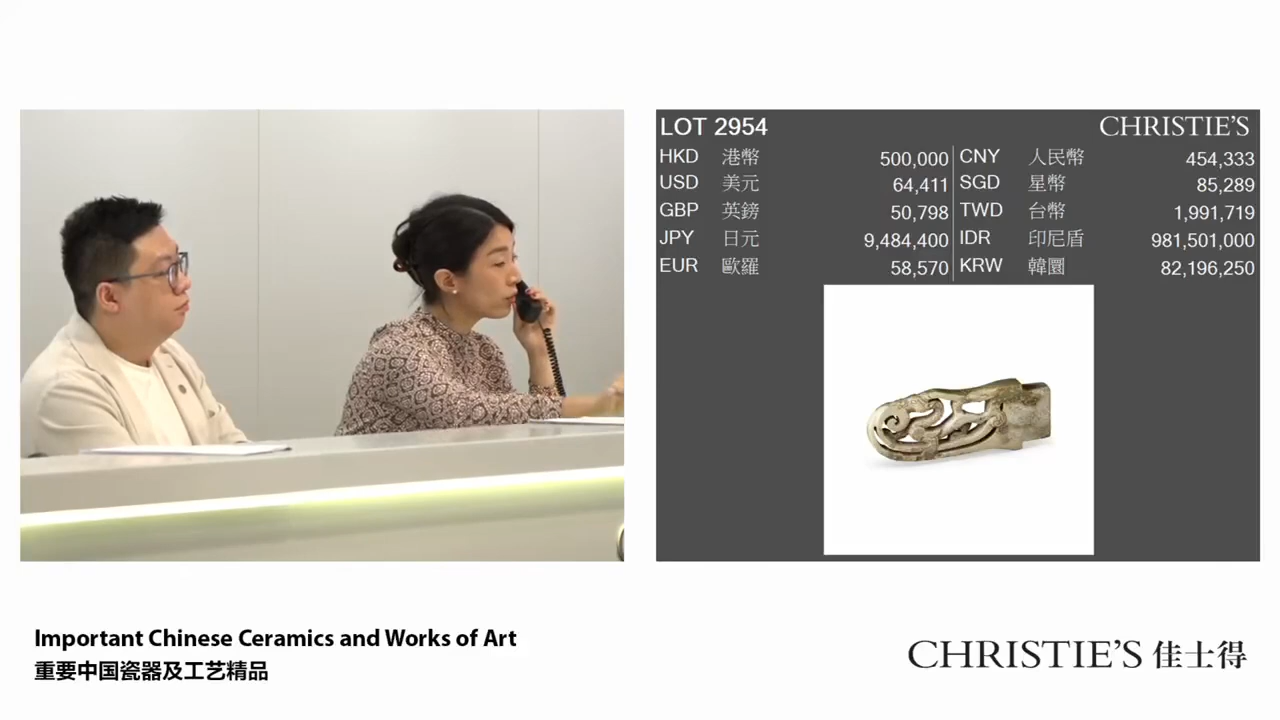 LOT 2954 CHRISTIE'S
HKD 港幣 500,000 CNY 人民幣 454,333
USD 美元 64,411 SGD 星幣 85,289
GBP 英鎊 50,798 TWD 台幣 1,991,719
JPY 日元 9,484,400 IDR 印尼盾 981,501,000
EUR 歐羅 58,570 KRW 韓圜 82,196,250
Important Chinese Ceramics and Works of Art
重要中国瓷器及工艺精品
CHRISTIE'S 佳士得